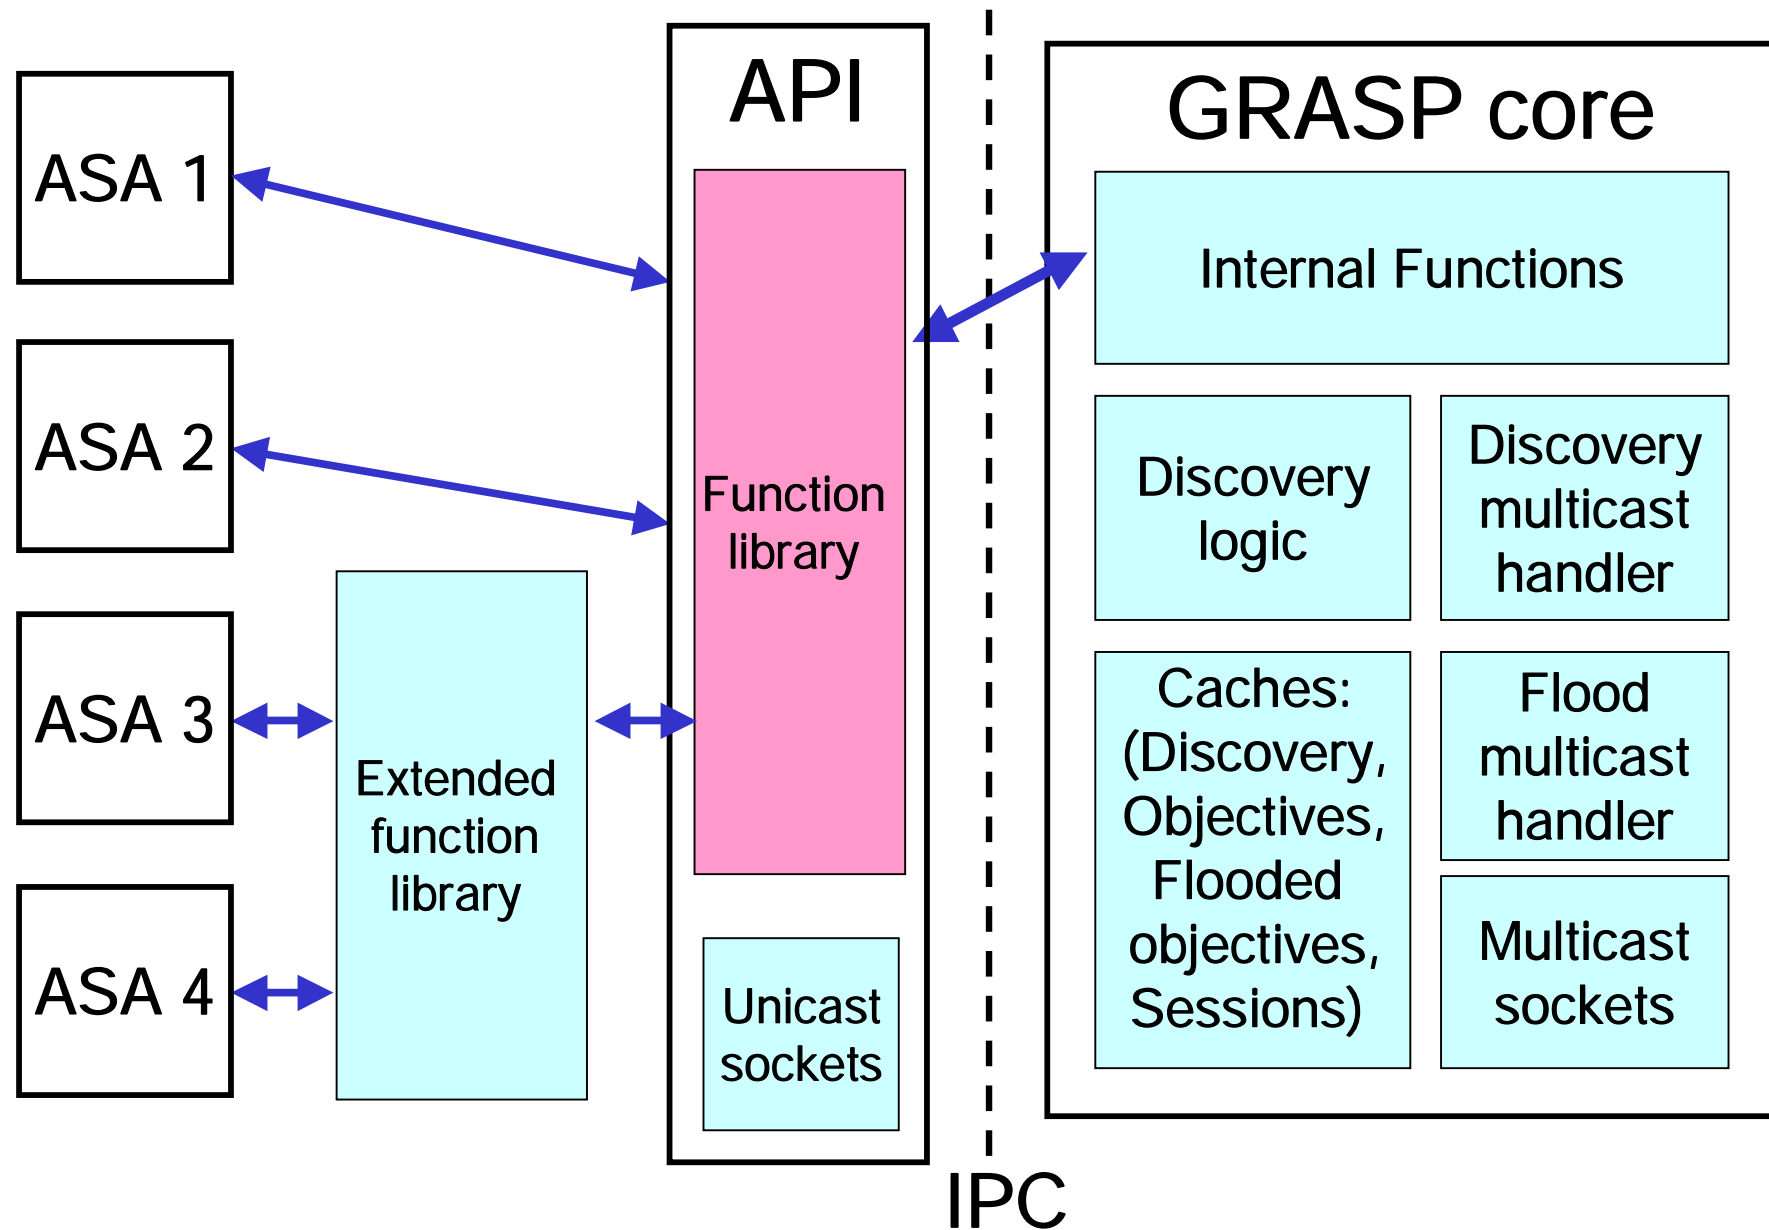 ASA 1
ASA 2
ASA 3
ASA 4
Extended
function
library
API
Function
library
Unicast
sockets
IPC
GRASP core
Internal Functions
Discovery
logic
Discovery
multicast
handler
Caches:
(Discovery,
Objectives,
Flooded
objectives,
Sessions)
Flood
multicast
handler
Multicast
sockets